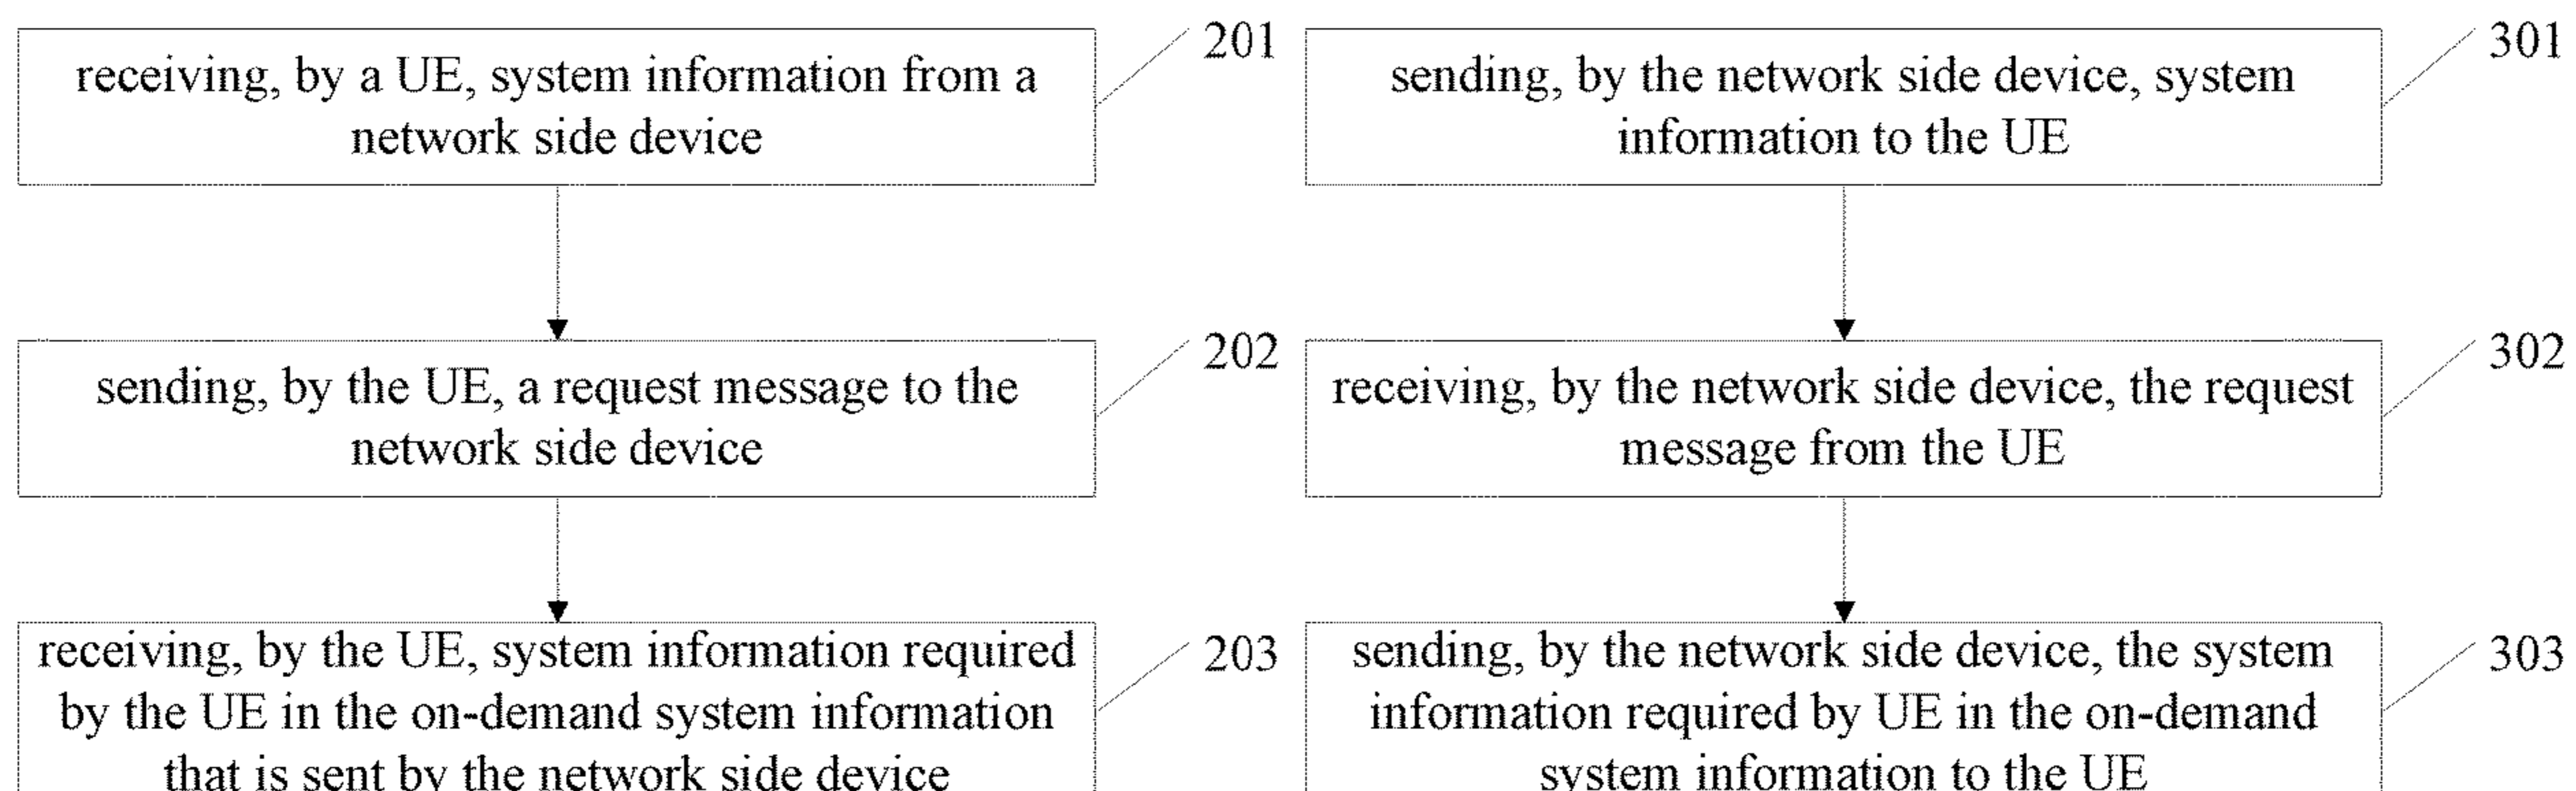 receiving, by a UE, system information from a
network side device
201
sending, by the UE, a request message to the
network side device
202
receiving, by the UE, system information required
by the UE in the on-demand system information
that is sent by the network side device
203
sending, by the network side device, system
information to the UE
301
receiving, by the network side device, the request
message from the UE
302
sending, by the network side device, the system
information required by UE in the on-demand
system information to the UE
303